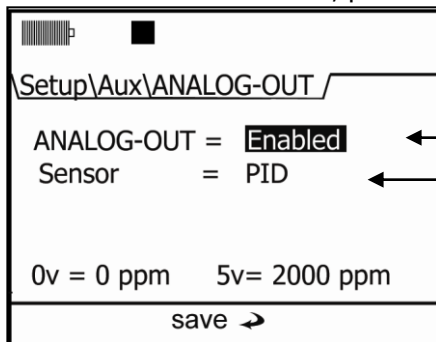 \Setup\Aux\ANALOG-OUT /
ANALOG-OUT = Enabled
Sensor = PID
0v = 0 ppm 5v= 2000 ppm
save